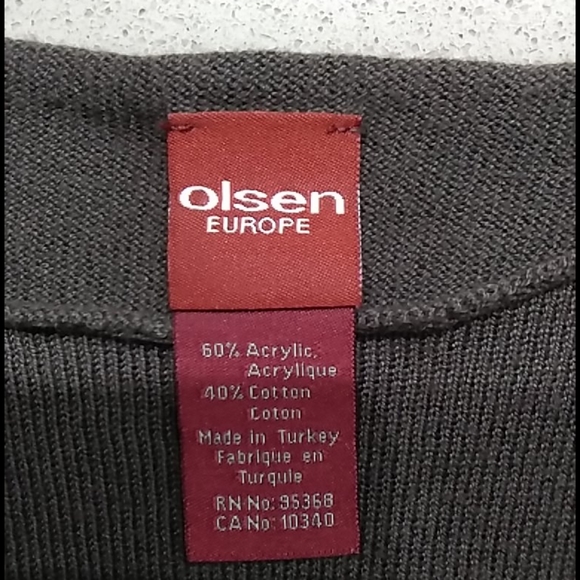 olsen
EUROPE
60% Acrylic,
Acrylique
40% Cotton
Coton
Made in Turkey
Fabrique en
Turquie
RN No: 95368
CA No: 10340